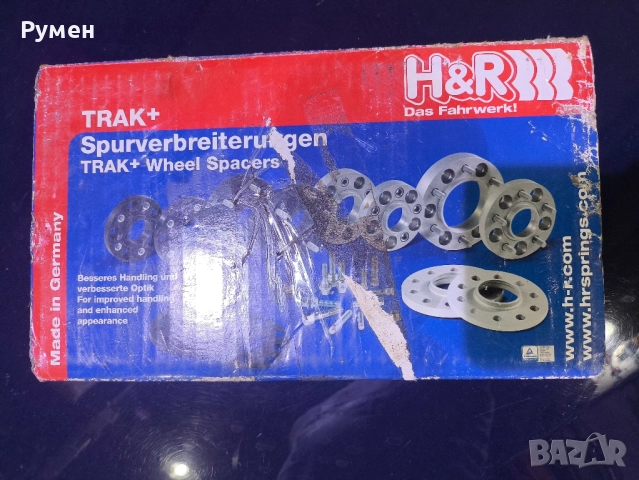 Румен
H&R
Das Fahrwerk!
TRAK+
Spurverbreiterungen
TRAK+ Wheel Spacers
Besseres Handling und
verbesserte Optik
For improved handling
and enhanced
appearance
Made in Germany
www.h-r.com
www.hrsprings.com
BAZAR